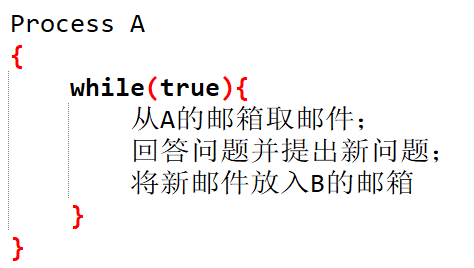 Process A
{
while(true){
从A的邮箱取邮件；
回答问题并提出新问题；
将新邮件放入B的邮箱
}
}